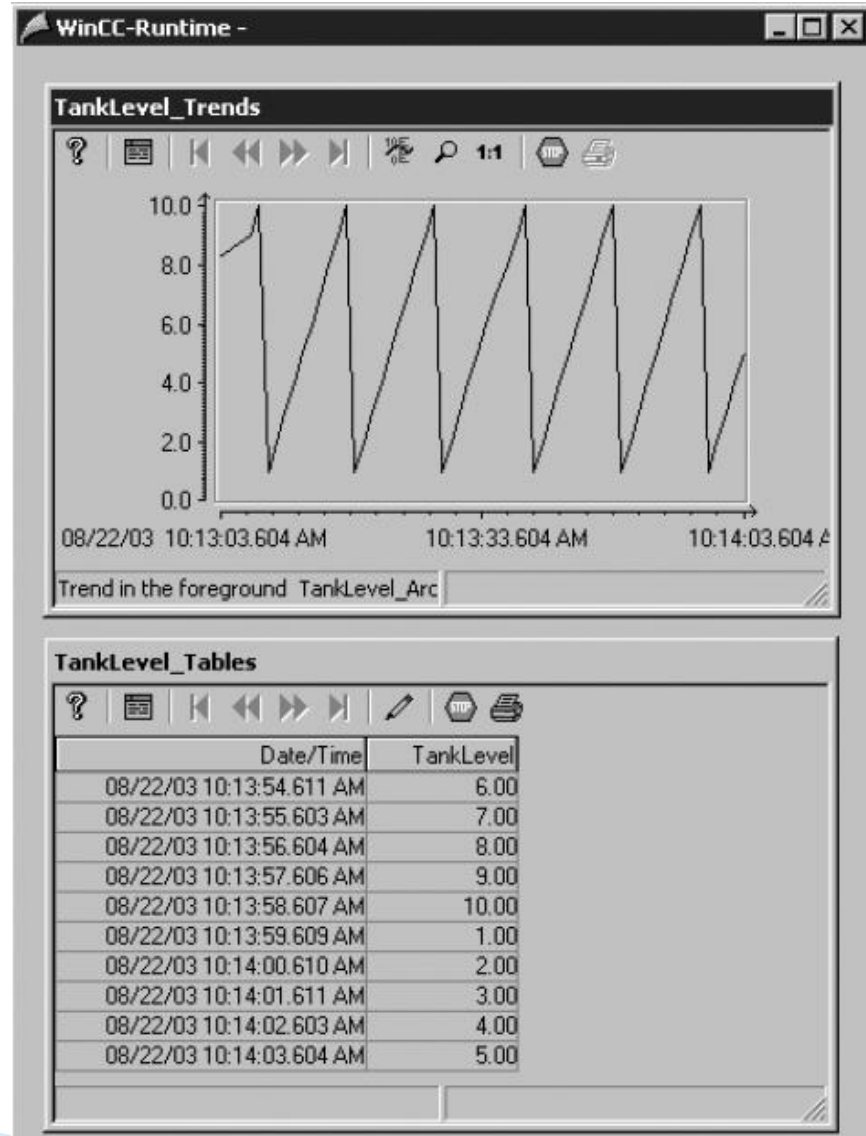 WinCC-Runtime -
TankLevel_Trends
1:1 STOP
10.0
8.0
6.0
4.0
2.0
0.0
08/22/03 10:13:03.604 AM 10:13:33.604 AM 10:14:03.604 A
Trend in the foreground TankLevel_Arc
TankLevel_Tables
STOP
Date/Time TankLevel
08/22/03 10:13:54.611 AM 6.00
08/22/03 10:13:55.603 AM 7.00
08/22/03 10:13:56.604 AM 8.00
08/22/03 10:13:57.606 AM 9.00
08/22/03 10:13:58.607 AM 10.00
08/22/03 10:13:59.609 AM 1.00
08/22/03 10:14:00.610 AM 2.00
08/22/03 10:14:01.611 AM 3.00
08/22/03 10:14:02.603 AM 4.00
08/22/03 10:14:03.604 AM 5.00